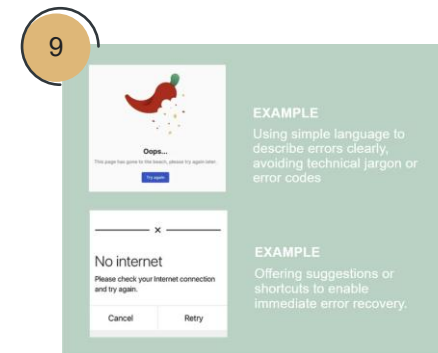 9
Oops...
This page has gone to the beach, please try again later.
Try again
EXAMPLE
Using simple language to
describe errors clearly,
avoiding technical jargon or
error codes
No internet
Please check your Internet connection
and try again.
Cancel
Retry
EXAMPLE
Offering suggestions or
shortcuts to enable
immediate error recovery.